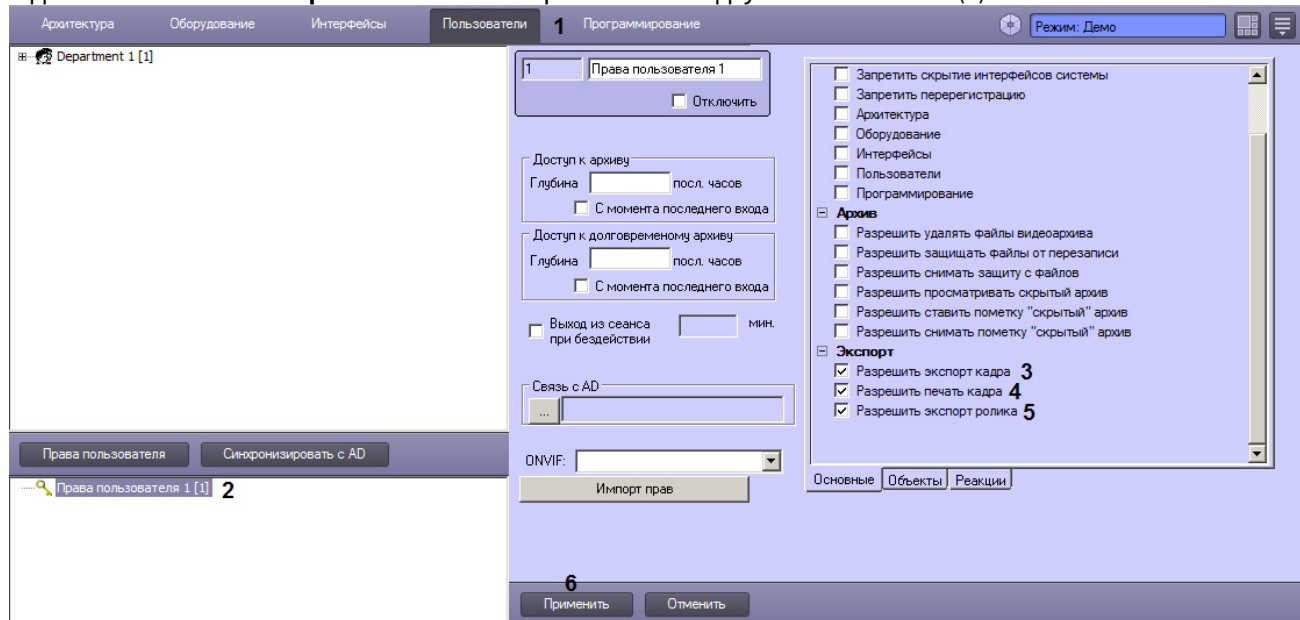 Архитектура Оборудование Интерфейсы Пользователи 1 Программирование Режим: Демо
Department 1 [1]
1 Права пользователя 1
Отключить
Доступ к архиву
Глубина посл. часов
С момента последнего входа
Доступ к долговременому архиву
Глубина посл. часов
С момента последнего входа
Выход из сеанса
при бездействии
мин.
Связь с AD
...
ONVIF:
Импорт прав
Запретить скрытие интерфейсов системы
Запретить перерегистрацию
Архитектура
Оборудование
Интерфейсы
Пользователи
Программирование
Архив
Разрешить удалять файлы видеоархива
Разрешить защищать файлы от перезаписи
Разрешить снимать защиту с файлов
Разрешить просматривать скрытый архив
Разрешить ставить пометку "скрытый" архив
Разрешить снимать пометку "скрытый" архив
Экспорт
Разрешить экспорт кадра 3
Разрешить печать кадра 4
Разрешить экспорт ролика 5
Основные Объекты Реакции
Права пользователя Синхронизировать с AD
Права пользователя 1 [1] 2
6
Применить Отменить